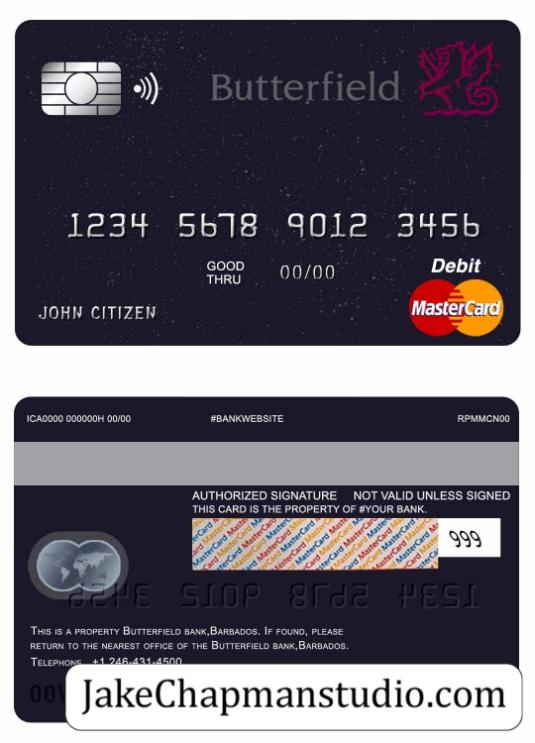 Butterfield
1234 5678 9012 3456
GOOD THRU 00/00
Debit
JOHN CITIZEN
MasterCard
ICA0000 000000H 00/00 #BANKWEBSITE RPMMCN00
AUTHORIZED SIGNATURE NOT VALID UNLESS SIGNED
THIS CARD IS THE PROPERTY OF #YOUR BANK.
MasterCard MasterCard MasterCard
999
THIS IS A PROPERTY BUTTERFIELD BANK,BARBADOS. IF FOUND, PLEASE
RETURN TO THE NEAREST OFFICE OF THE BUTTERFIELD BANK,BARBADOS.
TELEPHONE +1 246-431-4500
JakeChapmanstudio.com